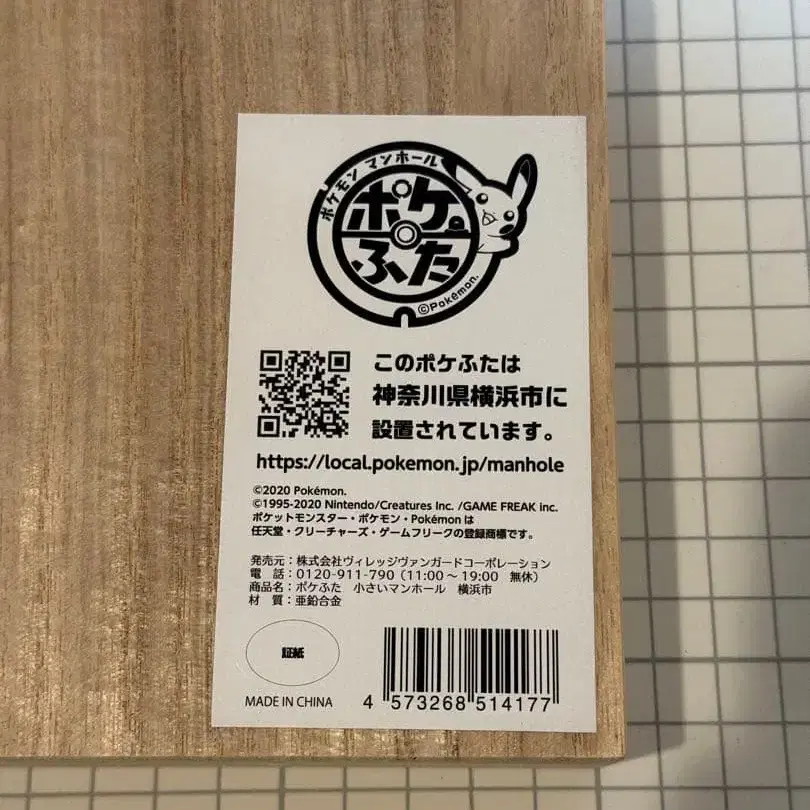 ポケモン マンホール
ポケ
ふた
©Pokémon.
このポケふたは
神奈川県横浜市に
設置されています。
https://local.pokemon.jp/manhole
©2020 Pokémon.
©1995-2020 Nintendo/Creatures Inc. /GAME FREAK inc.
ポケットモンスター・ポケモン・Pokémonは
任天堂・クリーチャーズ・ゲームフリークの登録商標です。
発売元：株式会社ヴィレッジヴァンガードコーポレーション
電　話：0120-911-790（11:00～19:00　無休）
商品名：ポケふた　小さいマンホール　横浜市
材　質：亜鉛合金
証紙
MADE IN CHINA
4 573268 514177